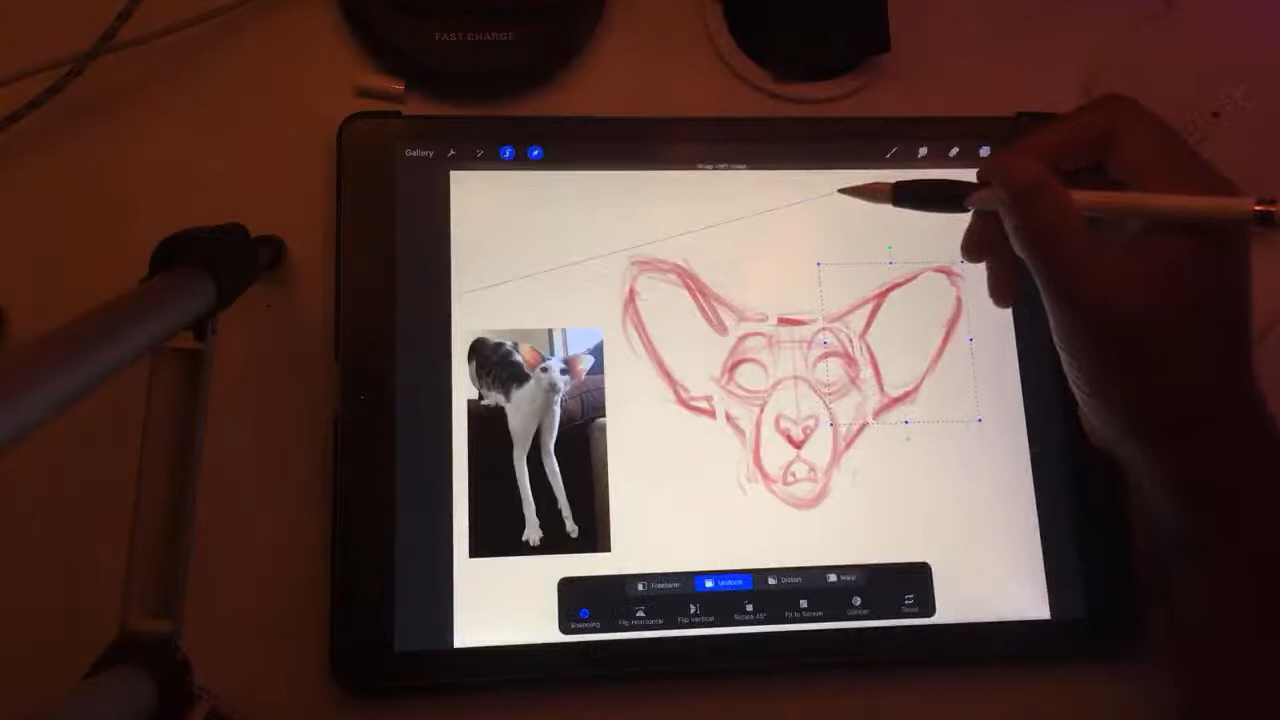 FAST CHARGE
Gallery
Freeform
Uniform
Distort
Warp
Snapping
Flip Horizontal
Flip Vertical
Rotate 45°
Fit to Screen
Reset